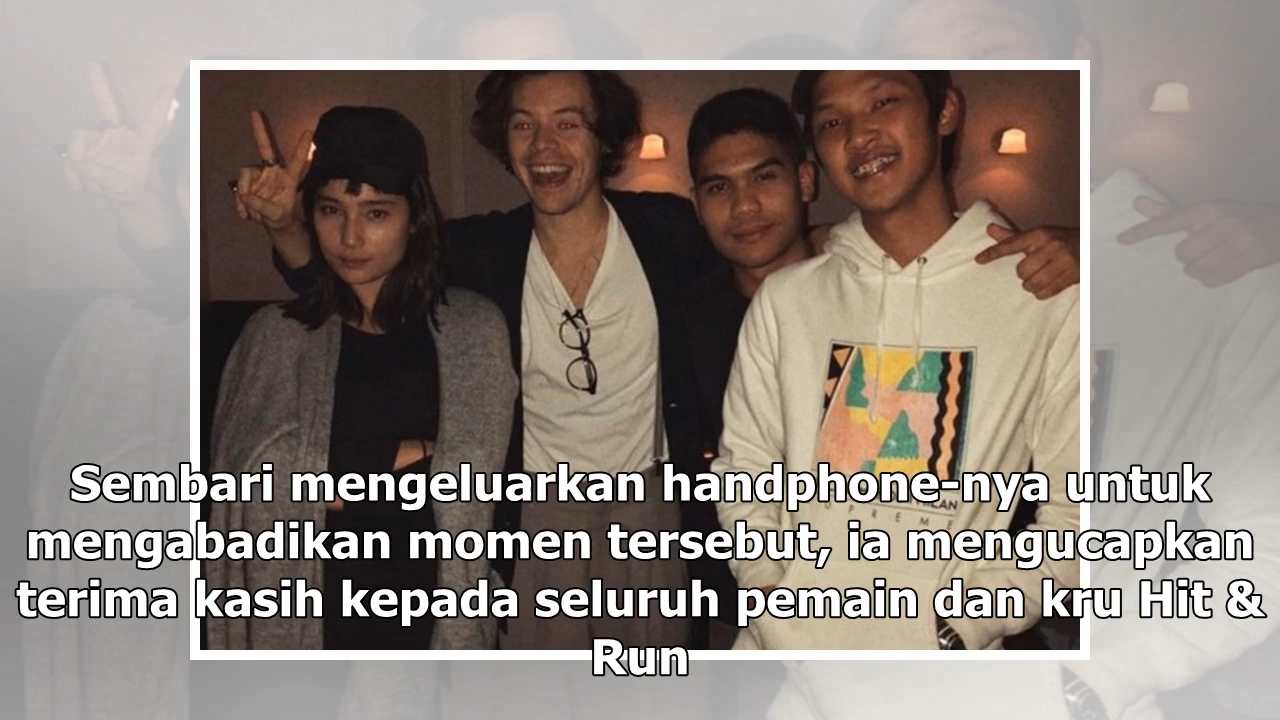 Sembari mengeluarkan handphone-nya untuk
mengabadikan momen tersebut, ia mengucapkan
terima kasih kepada seluruh pemain dan kru Hit &
Run